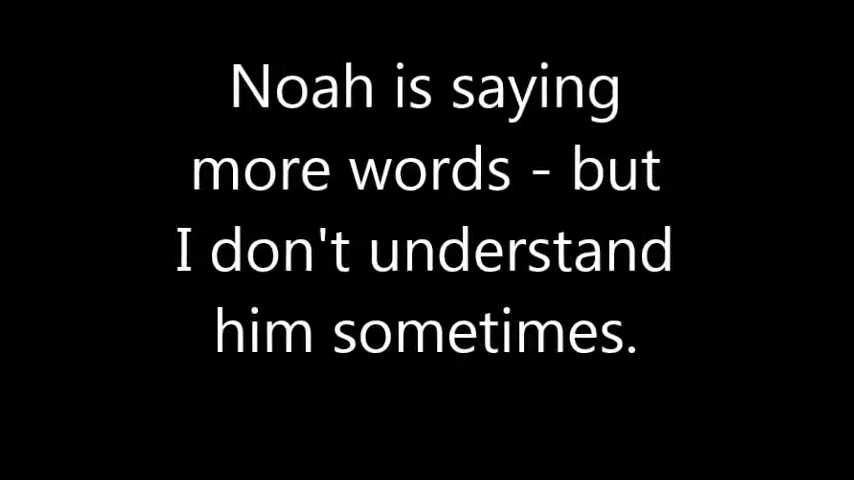 Noah is saying
more words - but
I don't understand
him sometimes.